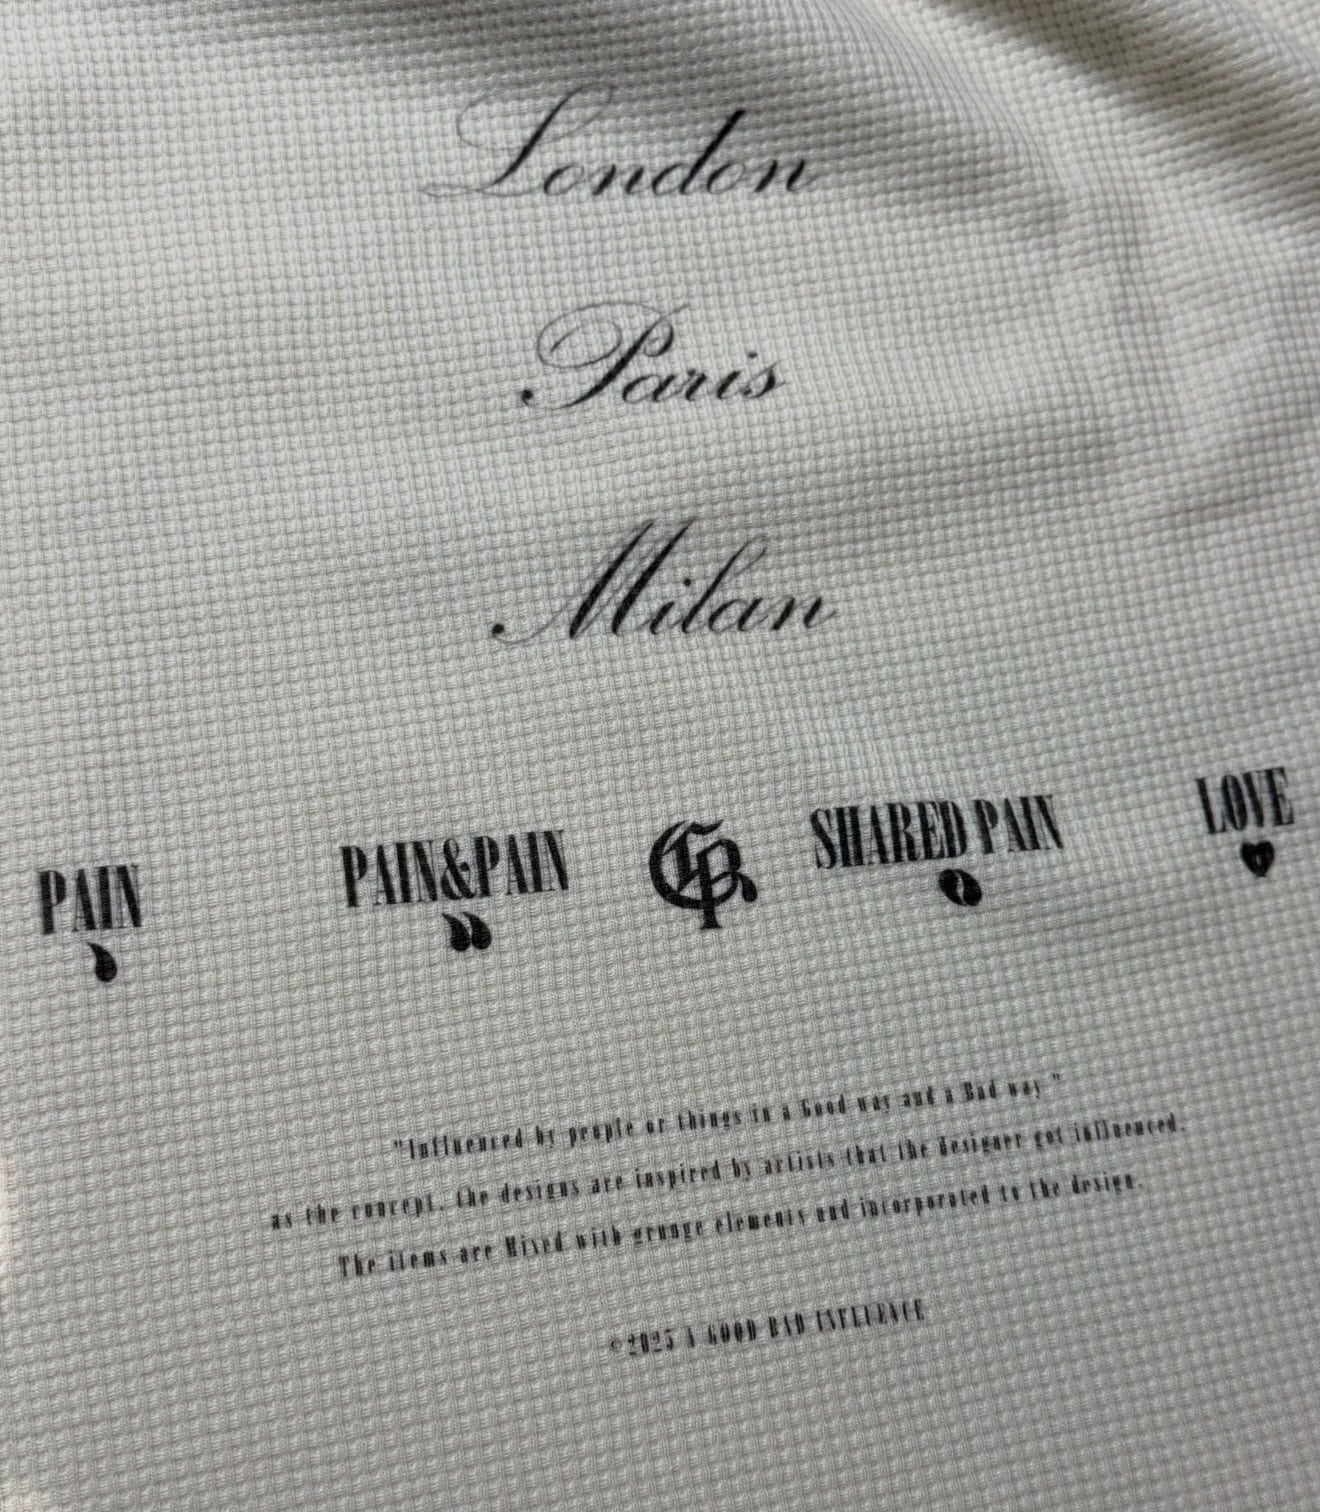 London
Paris
Milan
PAIN PAIN&PAIN SHARED PAIN LOVE
"Influenced by people or things in a Good way and a Bad way "
as the concept. the designs are inspired by artists that the designer got influenced.
The items are Mixed with grunge elements and incorporated to the design.
©2025 A GOOD BAD INFLUENCE